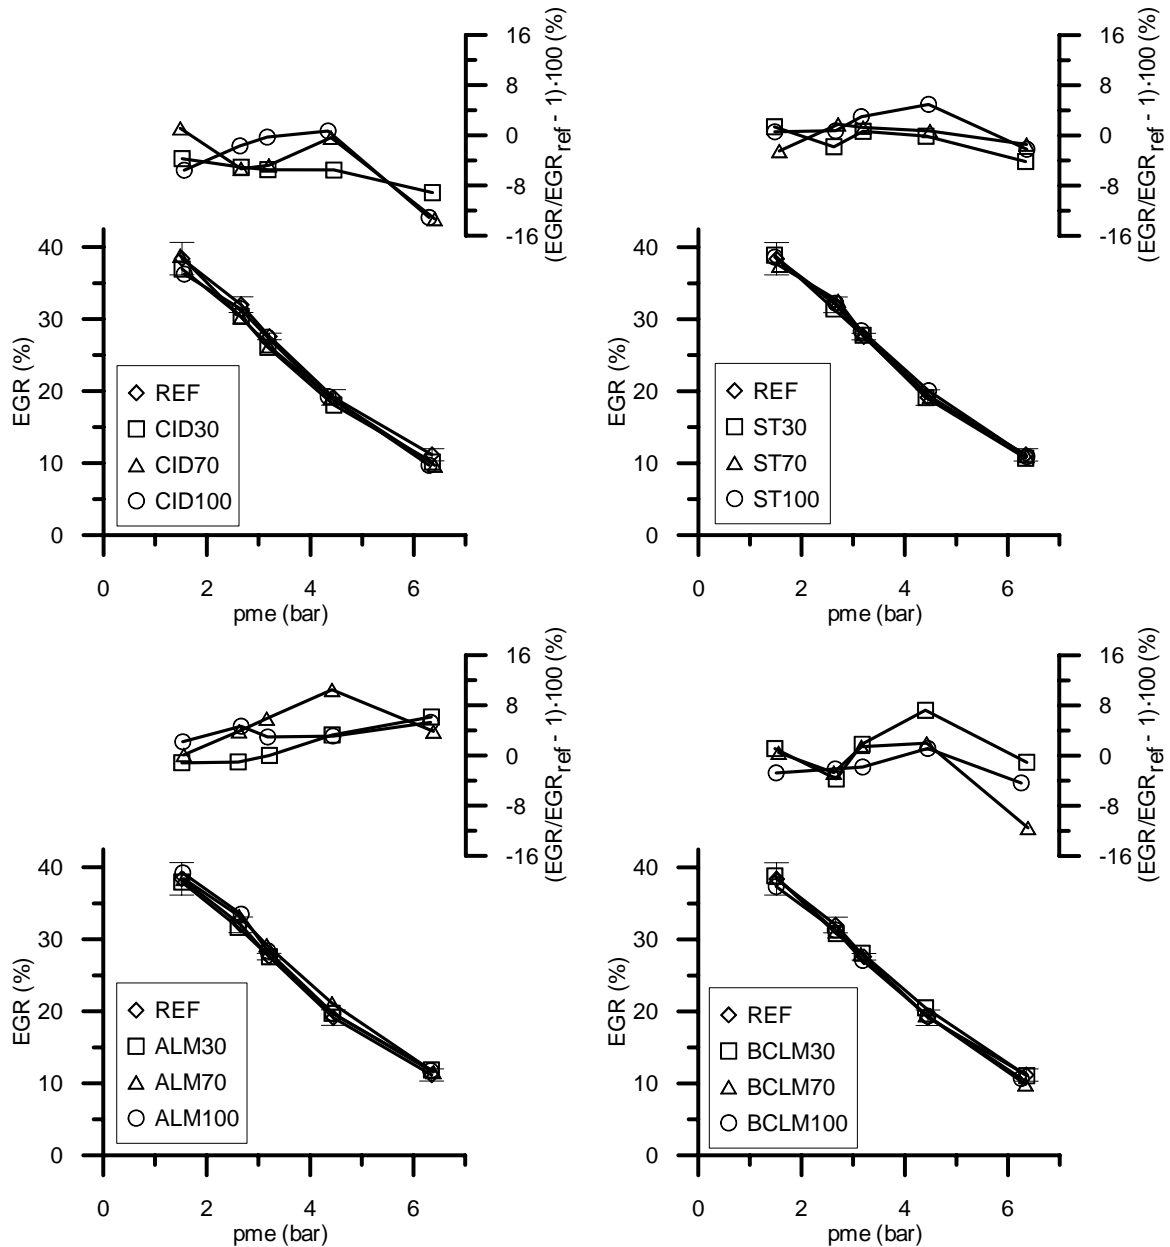 16
8
0
-8
-16
(EGR/EGRref - 1)·100 (%)
40
30
20
10
0
EGR (%)
REF
CID30
CID70
CID100
0 2 4 6
pme (bar)
16
8
0
-8
-16
(EGR/EGRref - 1)·100 (%)
40
30
20
10
0
EGR (%)
REF
ST30
ST70
ST100
0 2 4 6
pme (bar)
16
8
0
-8
-16
(EGR/EGRref - 1)·100 (%)
40
30
20
10
0
EGR (%)
REF
ALM30
ALM70
ALM100
0 2 4 6
pme (bar)
16
8
0
-8
-16
(EGR/EGRref - 1)·100 (%)
40
30
20
10
0
EGR (%)
REF
BCLM30
BCLM70
BCLM100
0 2 4 6
pme (bar)